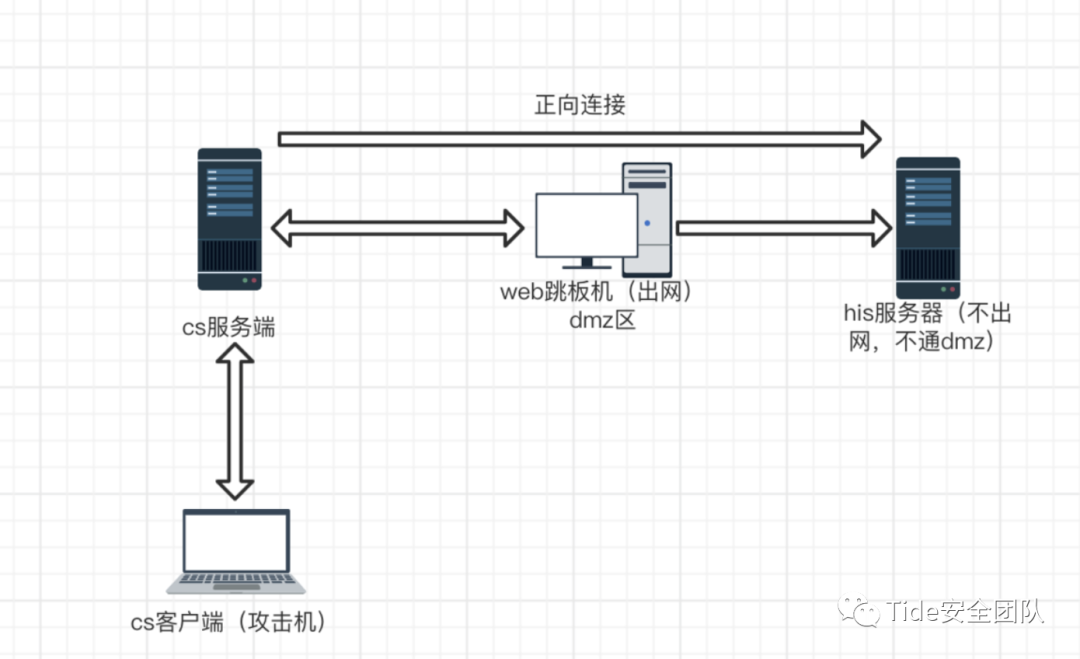 正向连接
web跳板机（出网）
dmz区
his服务器（不出
网，不通dmz）
cs服务端
cs客户端（攻击机）
Tide安全团队